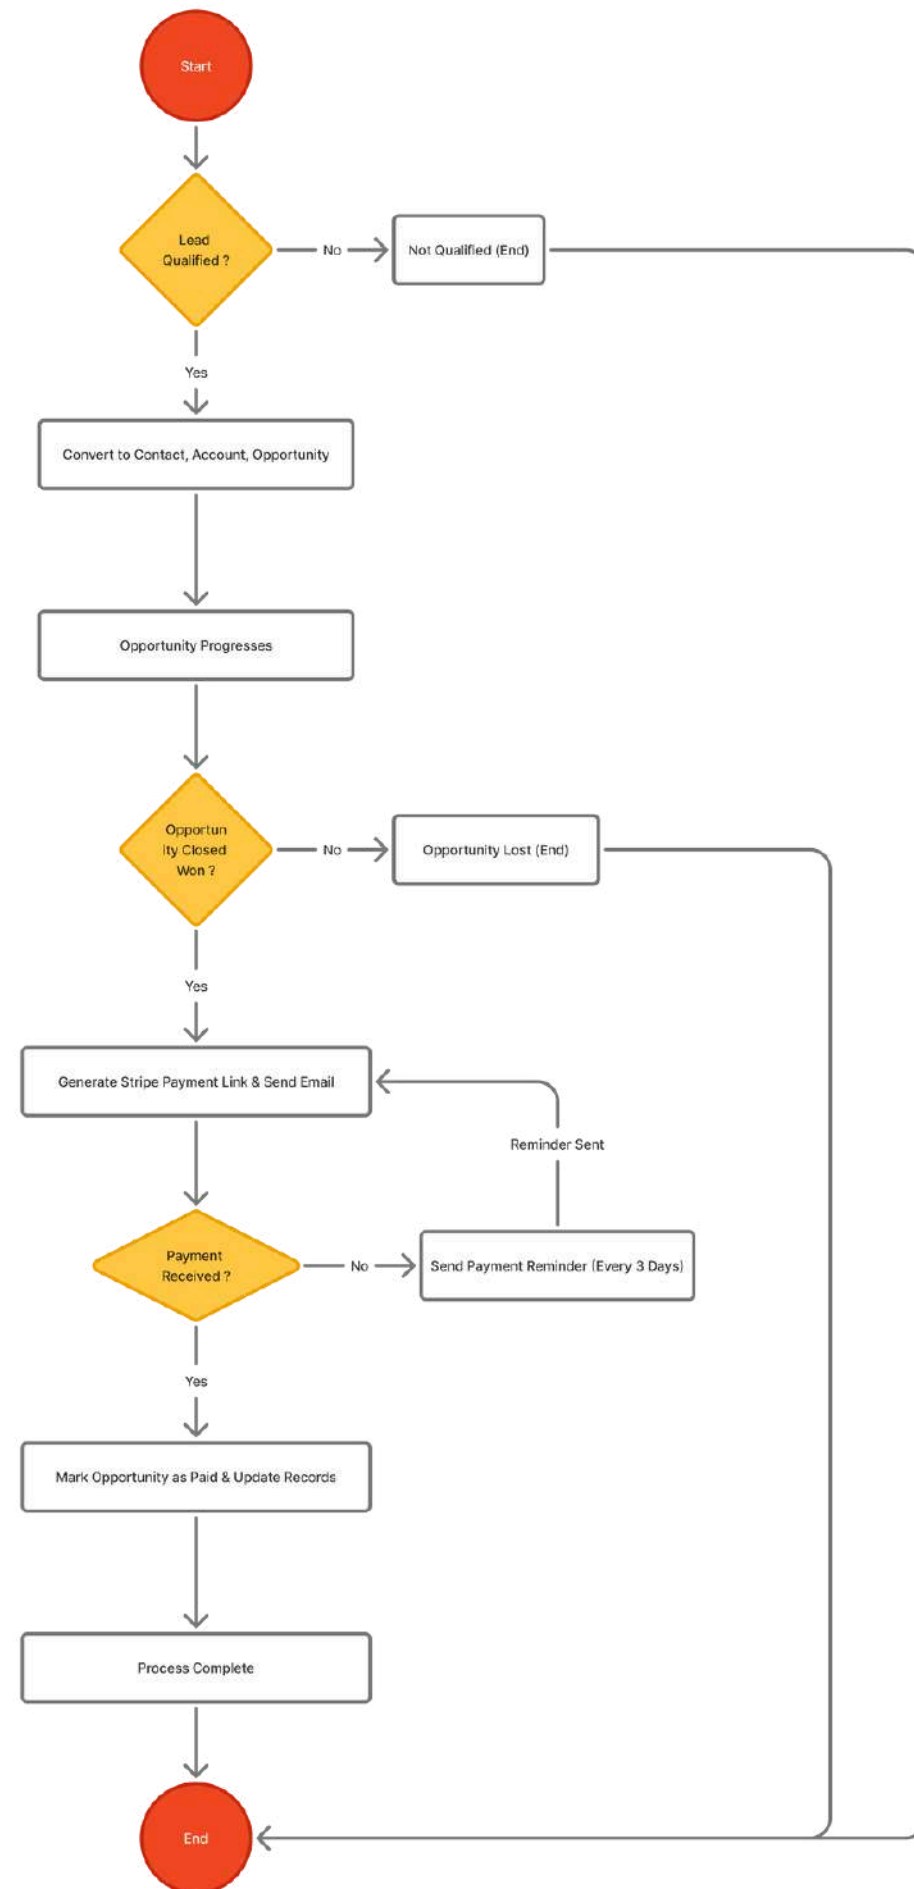 Start
Lead
Qualified ?
No
Not Qualified (End)
Yes
Convert to Contact, Account, Opportunity
Opportunity Progresses
Opportun
ity Closed
Won ?
No
Opportunity Lost (End)
Yes
Generate Stripe Payment Link & Send Email
Reminder Sent
Payment
Received ?
No
Send Payment Reminder (Every 3 Days)
Yes
Mark Opportunity as Paid & Update Records
Process Complete
End